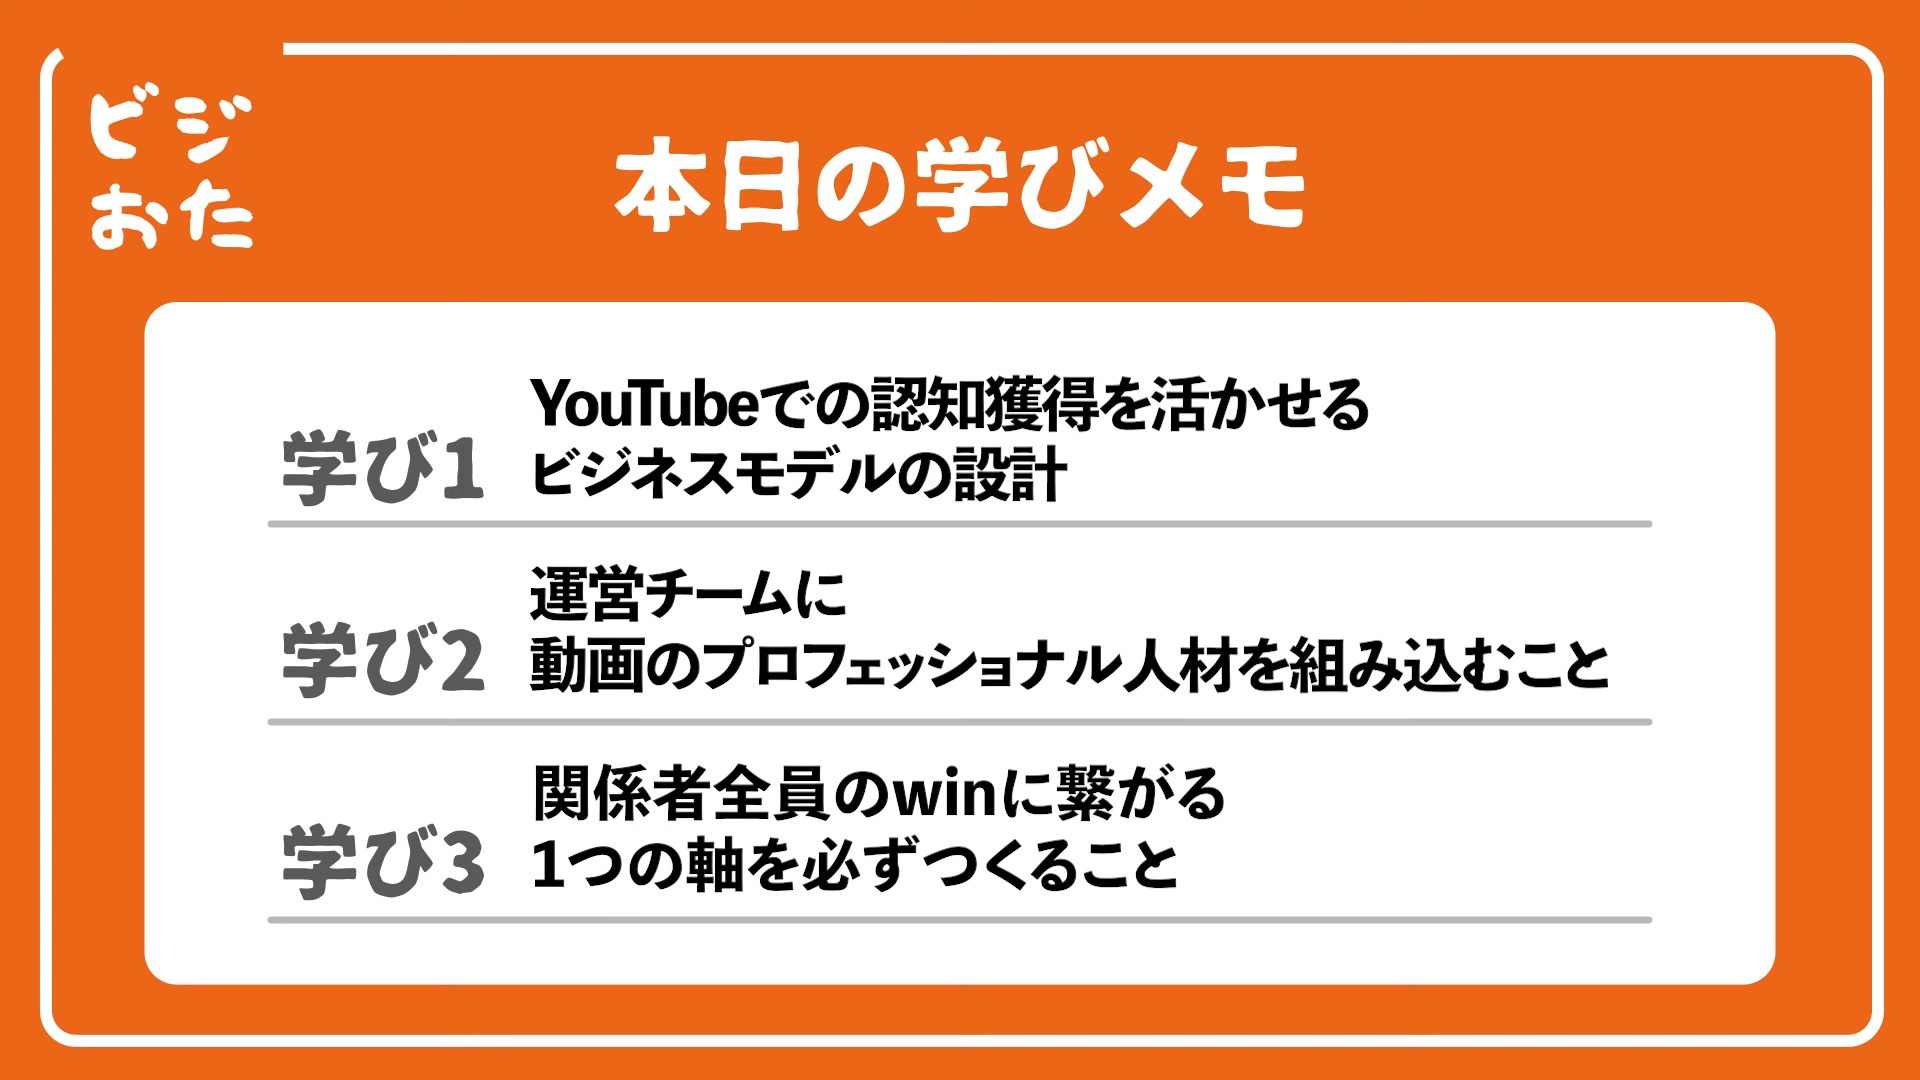 ビジ
おた
本日の学びメモ
学び1
YouTubeでの認知獲得を活かせる
ビジネスモデルの設計
学び2
運営チームに
動画のプロフェッショナル人材を組み込むこと
学び3
関係者全員のwinに繋がる
1つの軸を必ずつくること